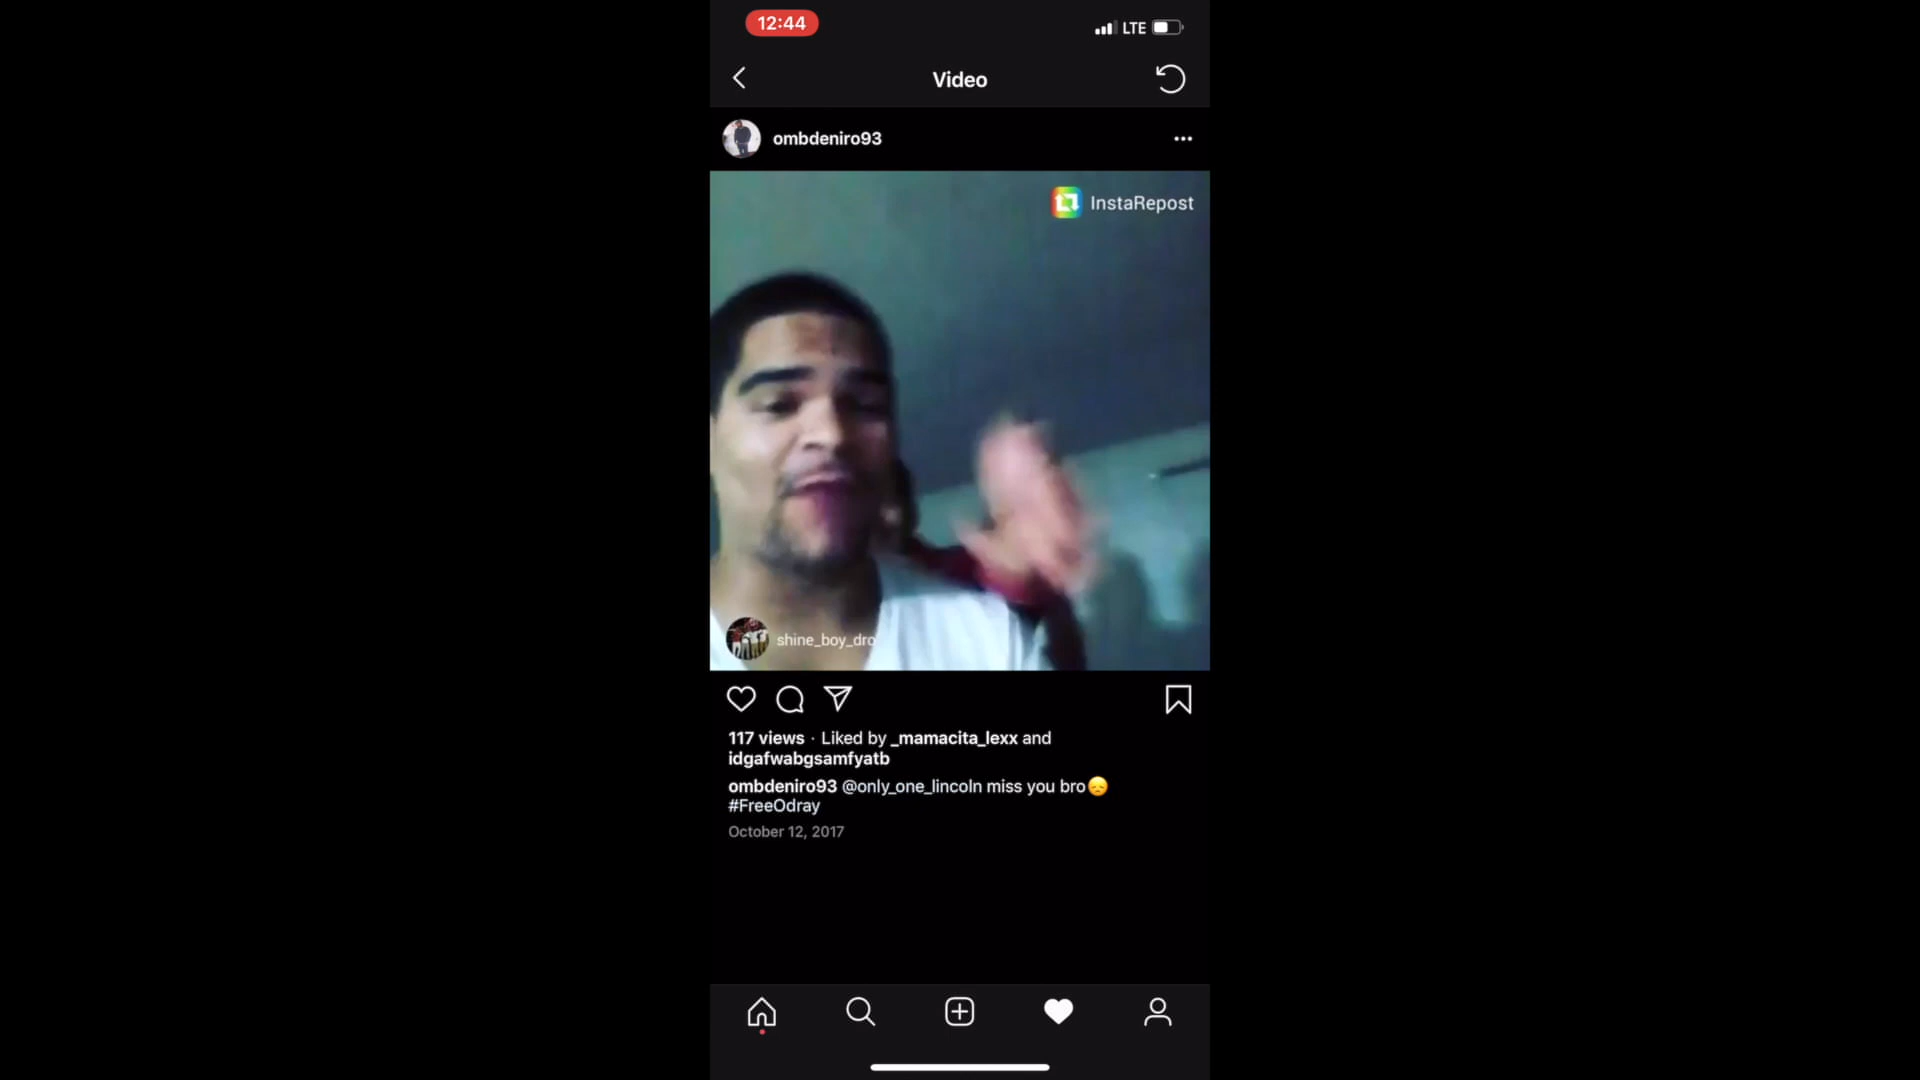 12:44
LTE
Video
ombdeniro93
InstaRepost
shine_boy_dro
117 views · Liked by _mamacita_lexx and
idgafwabgsamfyatb
ombdeniro93 @only_one_lincoln miss you bro😞
#FreeOdray
October 12, 2017